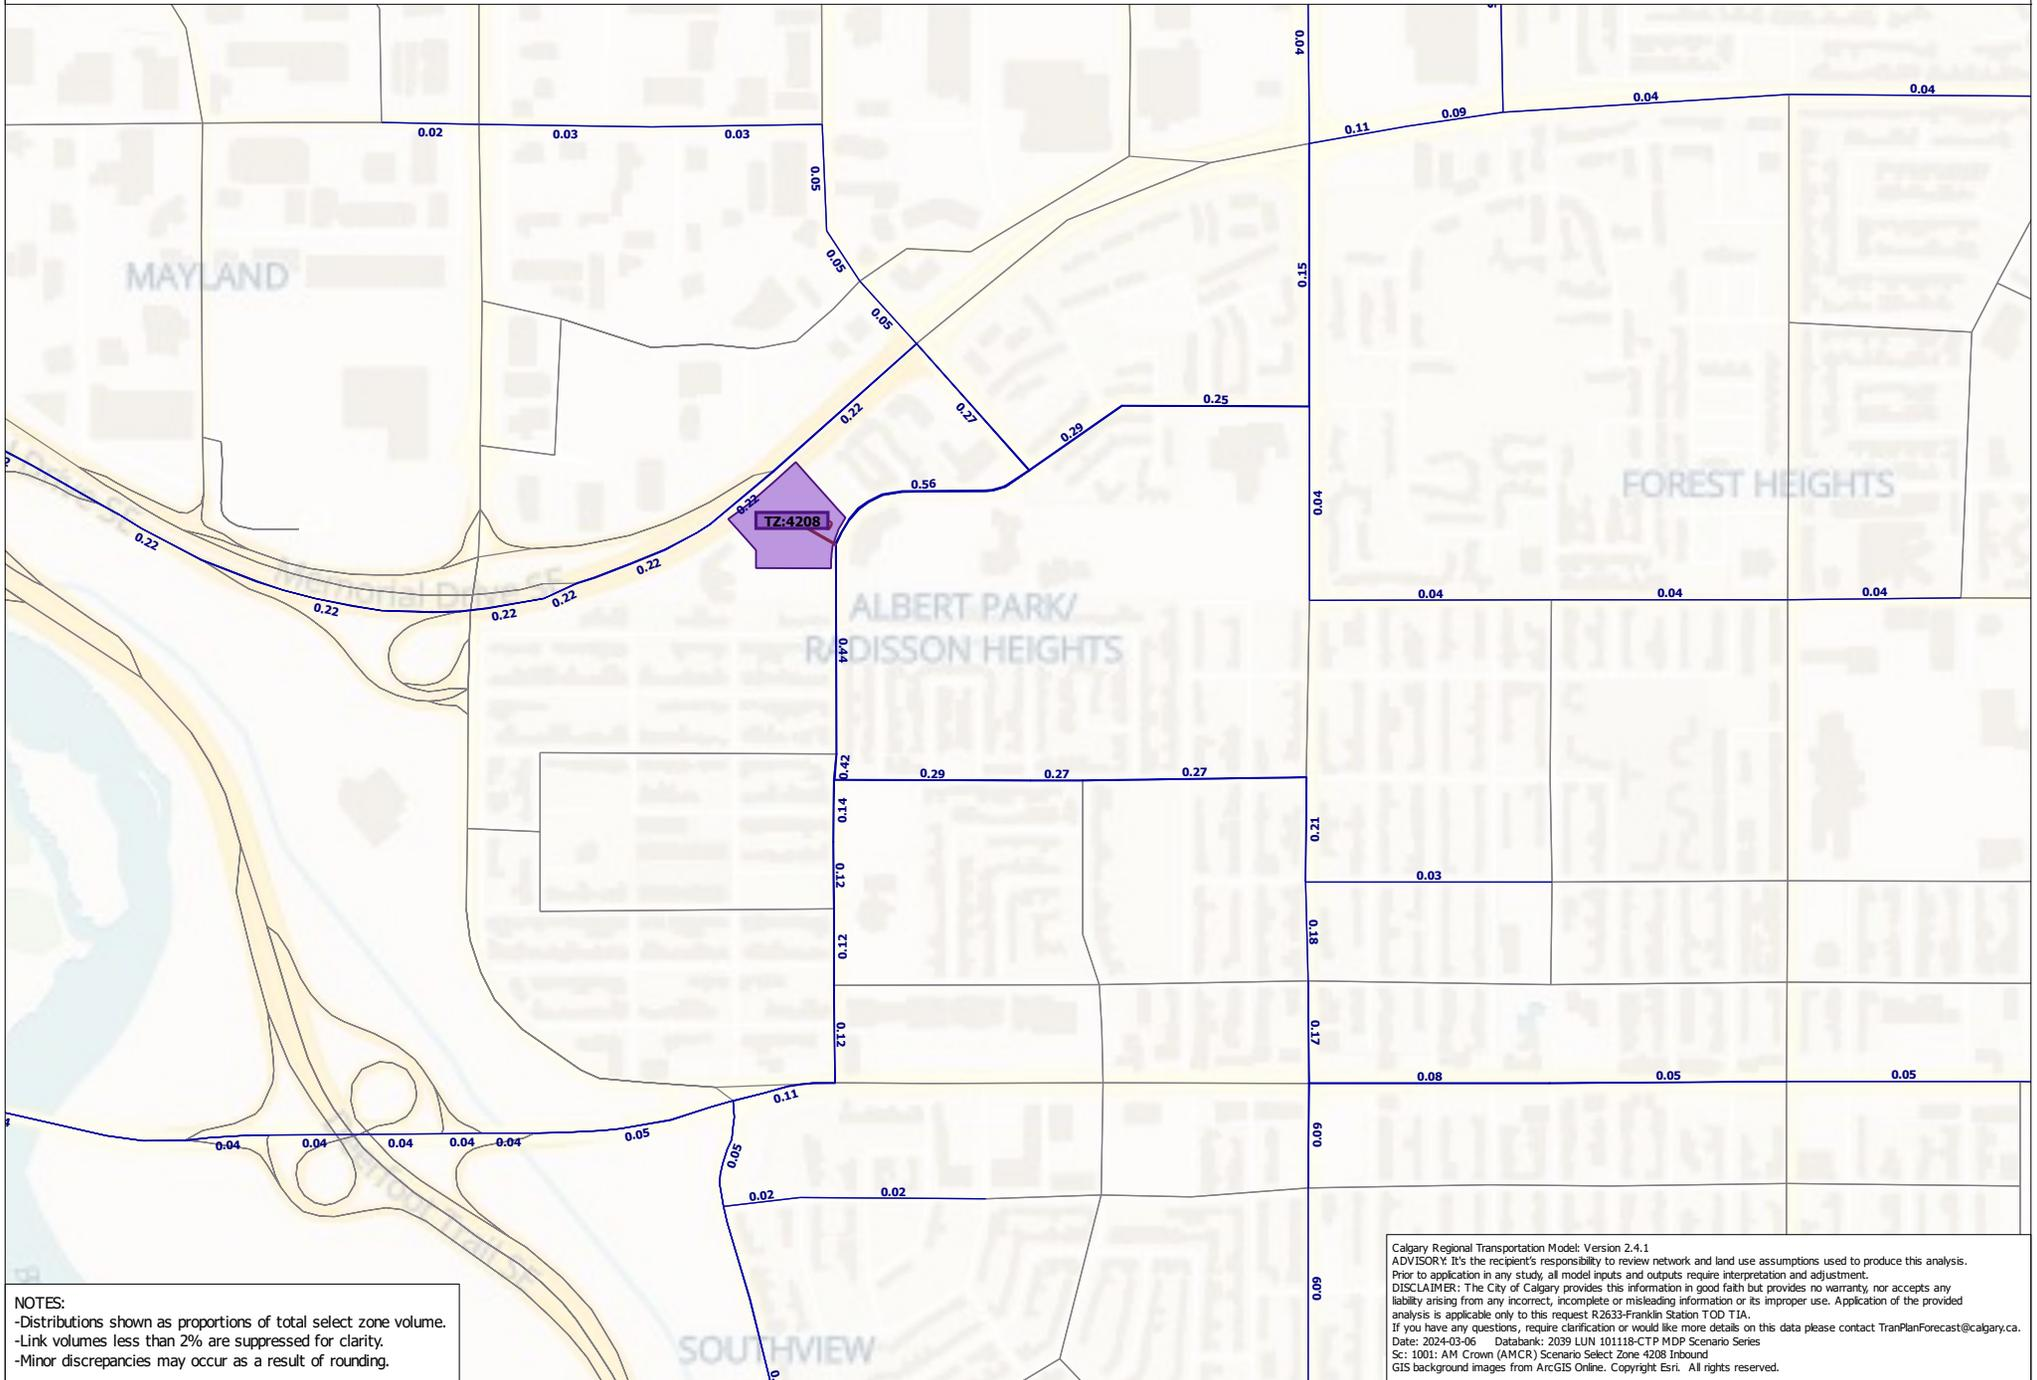 0.04
0.04
0.04
0.09
0.11
0.02
0.03
0.03
0.05
MAYLAND
0.05
0.15
0.05
0.22
0.27
0.25
0.29
0.56
0.04
FOREST HEIGHTS
0.22
TZ:4208
0.22
Drive SE
Memorial Drive SE
0.22
0.22
0.22
0.22
ALBERT PARK/
RADISSON HEIGHTS
0.44
0.04
0.04
0.04
0.42
0.29
0.27
0.27
0.14
0.21
0.12
0.03
0.12
0.18
0.12
0.17
0.08
0.05
0.05
0.11
0.04
0.04
0.04
0.04
0.04
0.05
0.05
0.09
0.02
0.02
Deerfoot Trail SE
0.09
SOUTHVIEW
NOTES:
-Distributions shown as proportions of total select zone volume.
-Link volumes less than 2% are suppressed for clarity.
-Minor discrepancies may occur as a result of rounding.
Calgary Regional Transportation Model: Version 2.4.1
ADVISORY: It's the recipient's responsibility to review network and land use assumptions used to produce this analysis.
Prior to application in any study, all model inputs and outputs require interpretation and adjustment.
DISCLAIMER: The City of Calgary provides this information in good faith but provides no warranty, nor accepts any
liability arising from any incorrect, incomplete or misleading information or its improper use. Application of the provided
analysis is applicable only to this request R2633-Franklin Station TOD TIA.
If you have any questions, require clarification or would like more details on this data please contact TranPlanForecast@calgary.ca.
Date: 2024-03-06 Databank: 2039 LUN 101118-CTP MDP Scenario Series
Sc: 1001: AM Crown (AMCR) Scenario Select Zone 4208 Inbound
GIS background images from ArcGIS Online. Copyright Esri. All rights reserved.